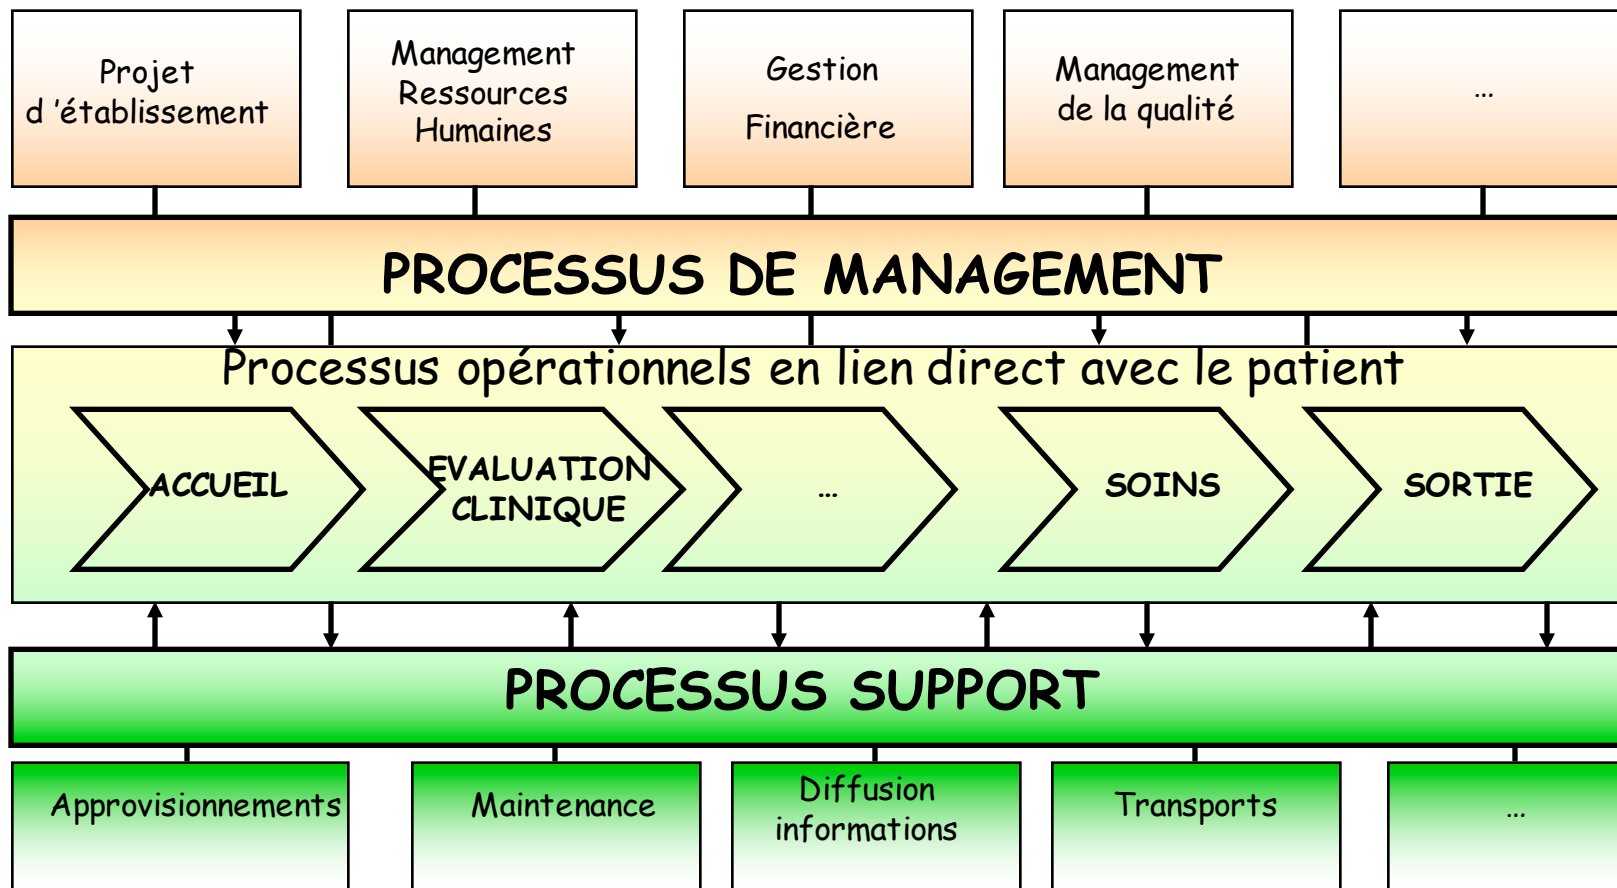 Projet
d ’établissement
Management
Ressources
Humaines
Gestion
Financière
Management
de la qualité
...
PROCESSUS DE MANAGEMENT
Processus opérationnels en lien direct avec le patient
ACCUEIL
EVALUATION
CLINIQUE
...
SOINS
SORTIE
PROCESSUS SUPPORT
Approvisionnements
Maintenance
Diffusion
informations
Transports
...